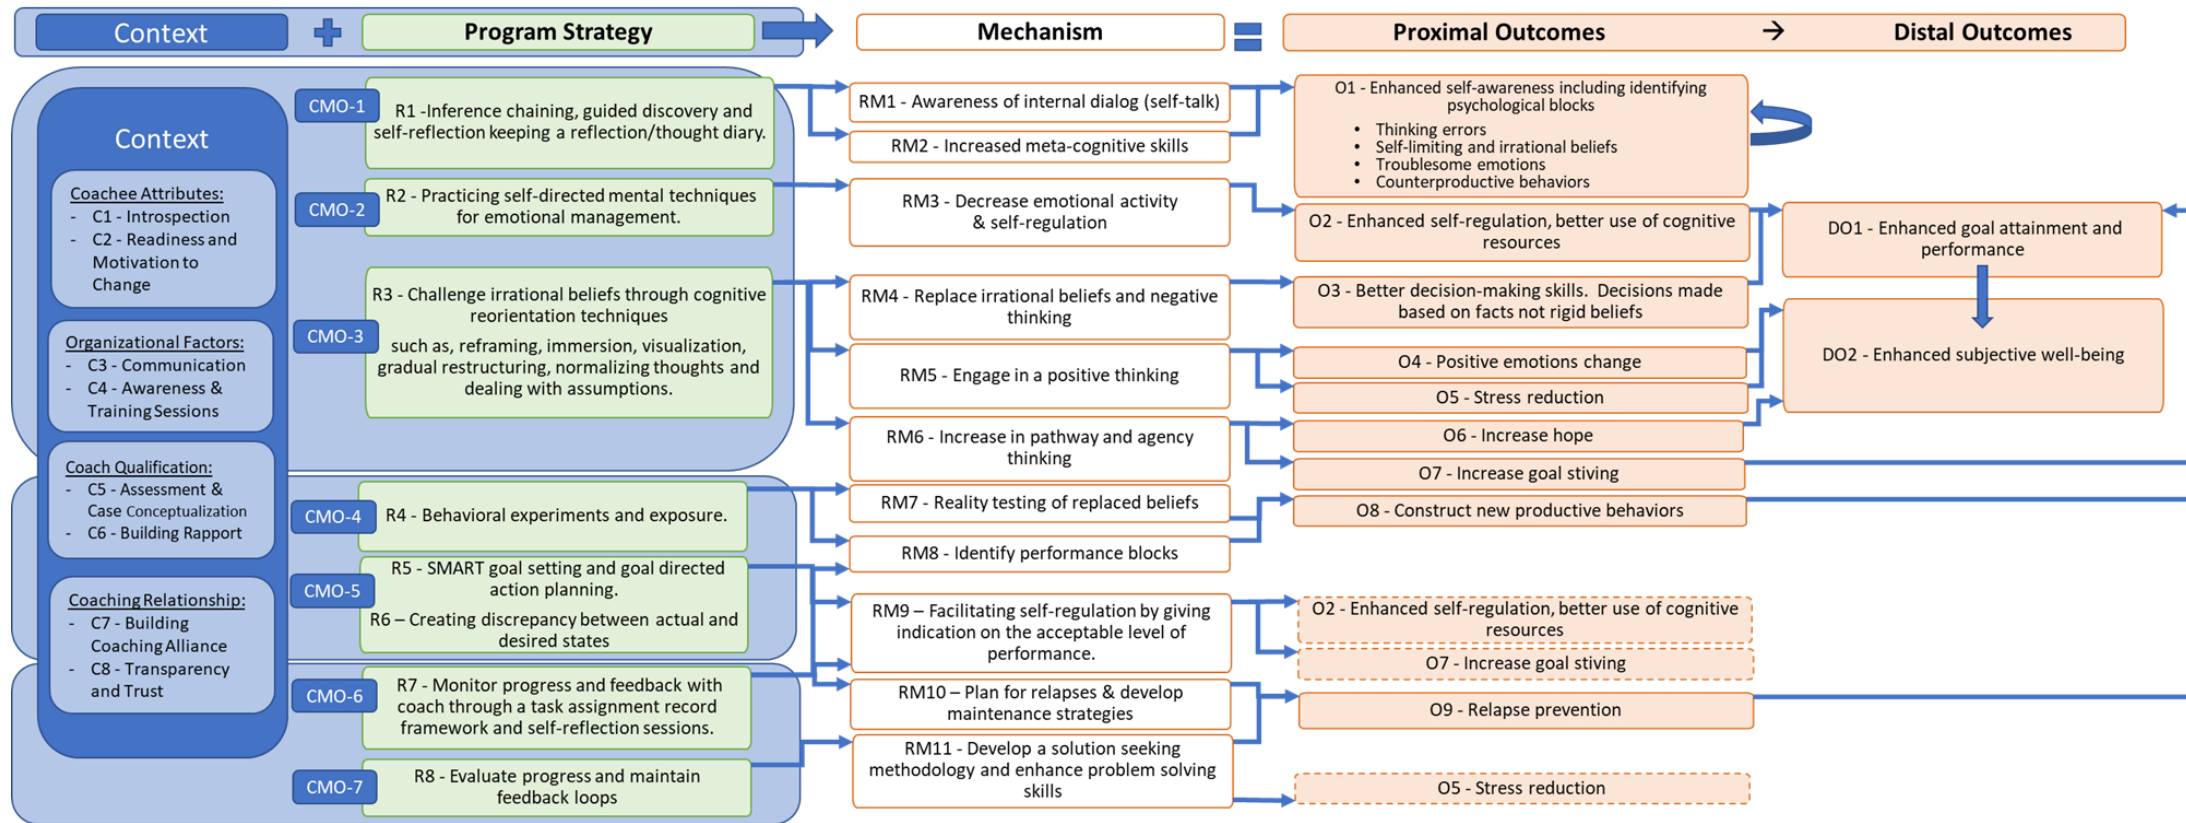 Context
Program Strategy
Mechanism
Proximal Outcomes
→
Distal Outcomes
Context
Coachee Attributes:
- C1 - Introspection
- C2 - Readiness and
Motivation to
Change
Organizational Factors:
- C3 - Communication
- C4 - Awareness &
Training Sessions
Coach Qualification:
- C5 - Assessment &
Case Conceptualization
- C6 - Building Rapport
Coaching Relationship:
- C7 - Building
Coaching Alliance
- C8 - Transparency
and Trust
CMO-1
R1 -Inference chaining, guided discovery and
self-reflection keeping a reflection/thought diary.
CMO-2
R2 - Practicing self-directed mental techniques
for emotional management.
CMO-3
R3 - Challenge irrational beliefs through cognitive
reorientation techniques
such as, reframing, immersion, visualization,
gradual restructuring, normalizing thoughts and
dealing with assumptions.
CMO-4
R4 - Behavioral experiments and exposure.
CMO-5
R5 - SMART goal setting and goal directed
action planning.
R6 – Creating discrepancy between actual and
desired states
CMO-6
R7 - Monitor progress and feedback with
coach through a task assignment record
framework and self-reflection sessions.
CMO-7
R8 - Evaluate progress and maintain
feedback loops
RM1 - Awareness of internal dialog (self-talk)
RM2 - Increased meta-cognitive skills
RM3 - Decrease emotional activity
& self-regulation
RM4 - Replace irrational beliefs and negative
thinking
RM5 - Engage in a positive thinking
RM6 - Increase in pathway and agency
thinking
RM7 - Reality testing of replaced beliefs
RM8 - Identify performance blocks
RM9 – Facilitating self-regulation by giving
indication on the acceptable level of
performance.
RM10 – Plan for relapses & develop
maintenance strategies
RM11 - Develop a solution seeking
methodology and enhance problem solving
skills
O1 - Enhanced self-awareness including identifying
psychological blocks
• Thinking errors
• Self-limiting and irrational beliefs
• Troublesome emotions
• Counterproductive behaviors
O2 - Enhanced self-regulation, better use of cognitive
resources
O3 - Better decision-making skills. Decisions made
based on facts not rigid beliefs
O4 - Positive emotions change
O5 - Stress reduction
O6 - Increase hope
O7 - Increase goal stiving
O8 - Construct new productive behaviors
O2 - Enhanced self-regulation, better use of cognitive
resources
O7 - Increase goal stiving
O9 - Relapse prevention
O5 - Stress reduction
DO1 - Enhanced goal attainment and
performance
DO2 - Enhanced subjective well-being